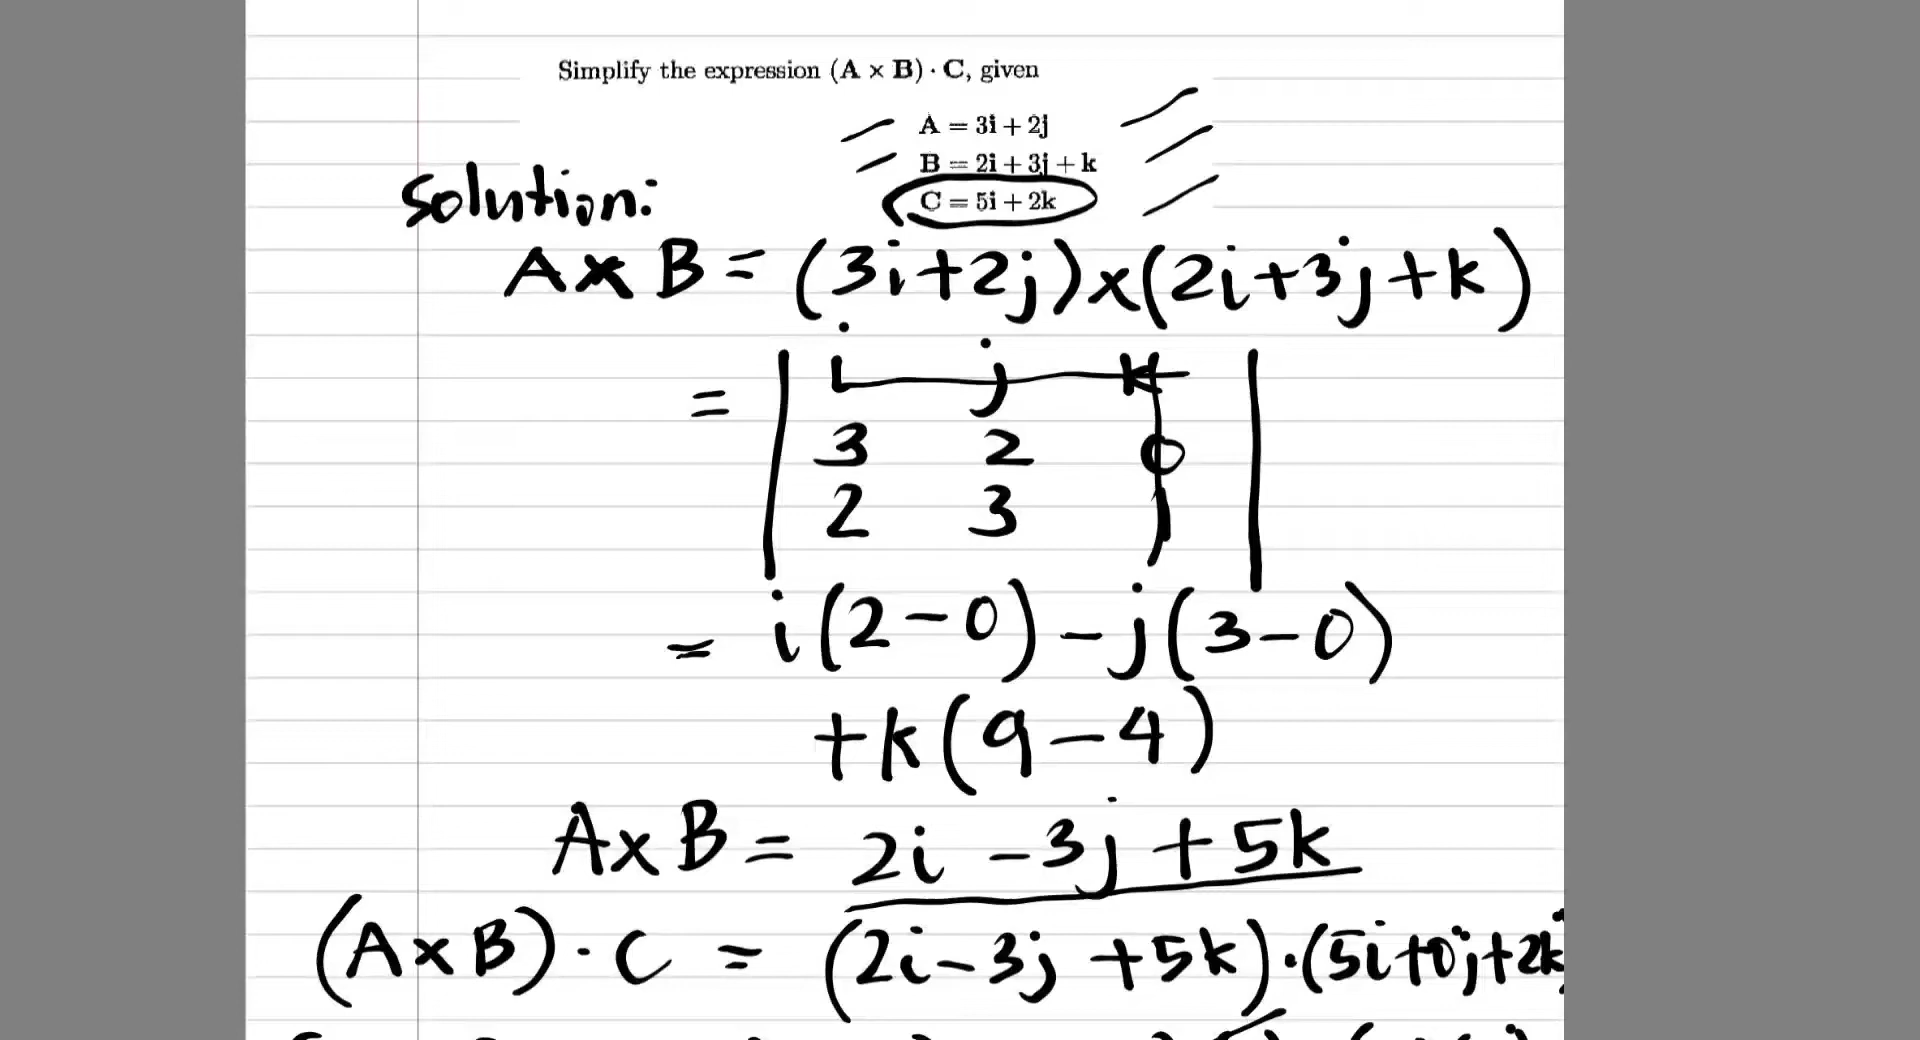 Simplify the expression (A × B) · C, given
A = 3i + 2j
B = 2i + 3j + k
C = 5i + 2k
Solution:
A×B = (3i+2j)×(2i+3j+k)
= | i j k |
3 2 0
2 3 1
= i(2-0) - j(3-0)
+k(9-4)
A×B = 2i -3j +5k
(A×B)·C = (2i-3j+5k)·(5i+0j+2k